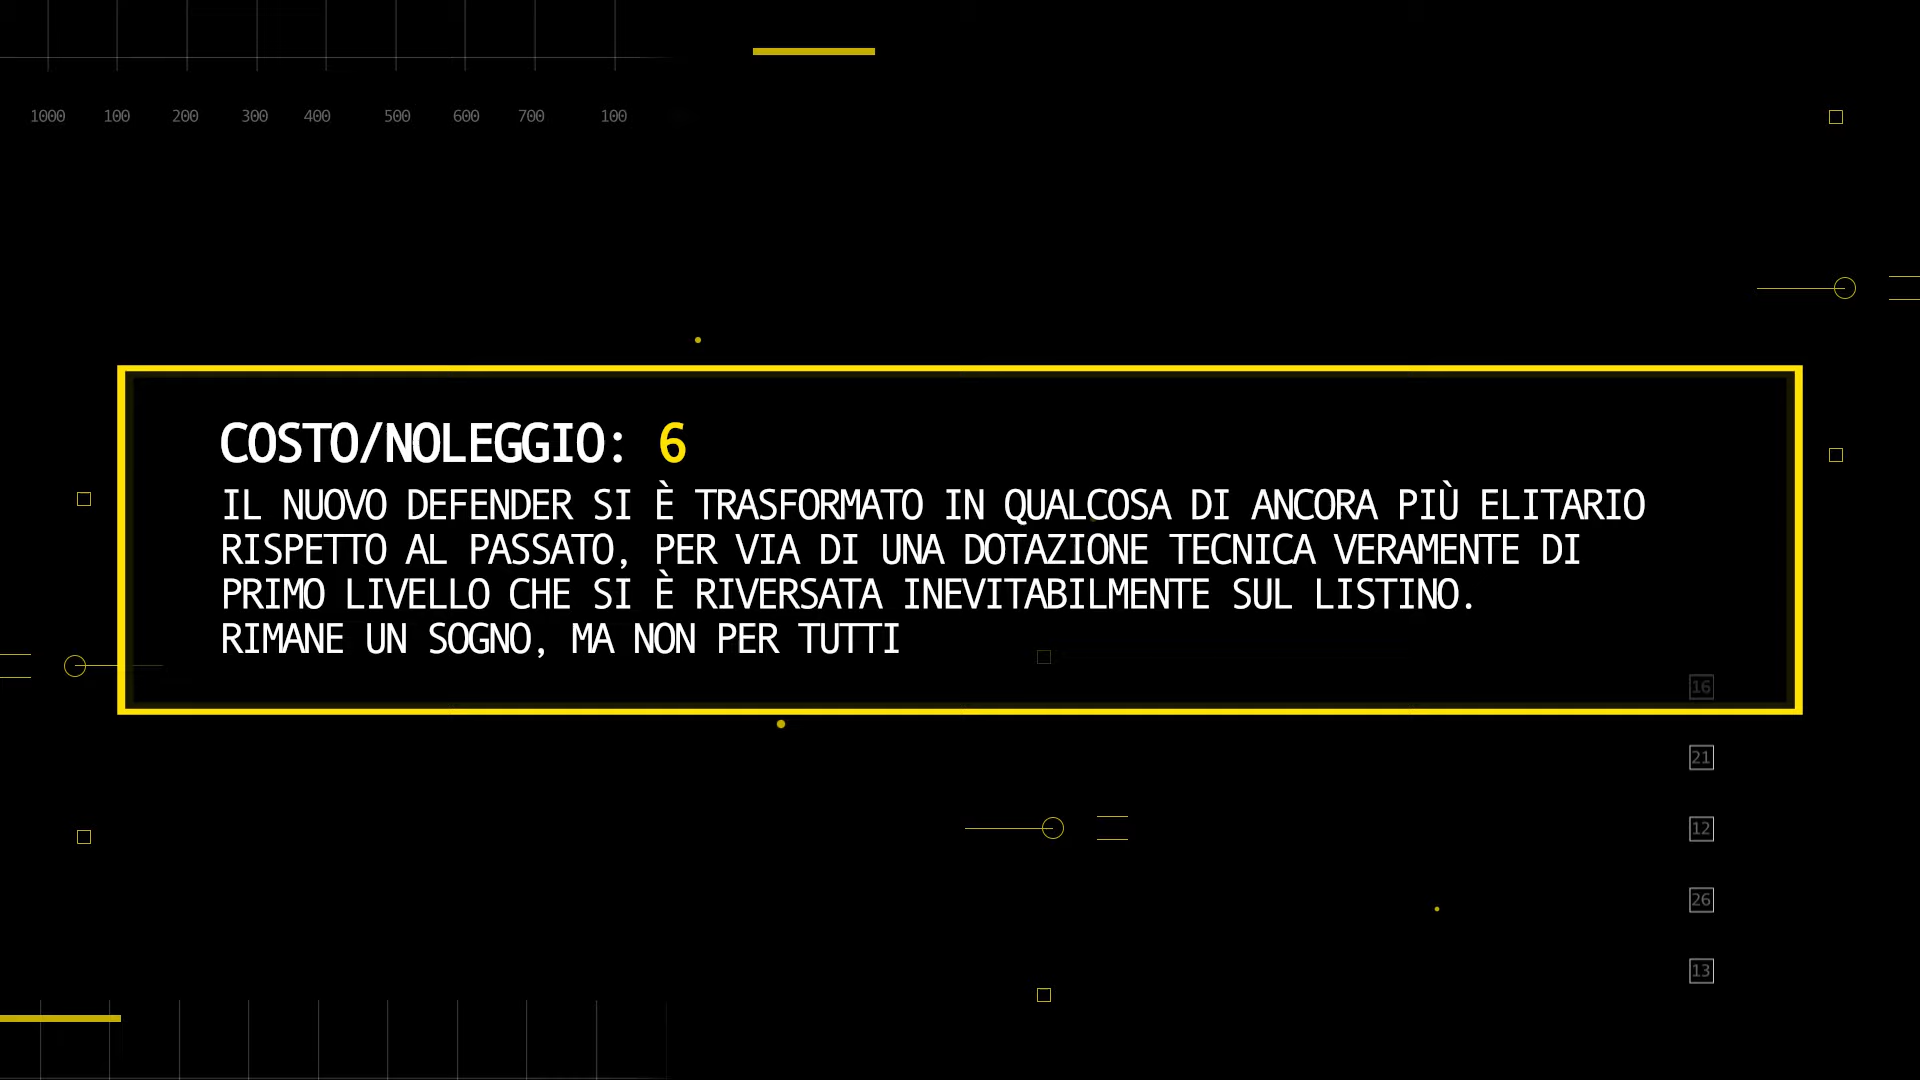 1000 100 200 300 400 500 600 700 100
COSTO/NOLEGGIO: 6
IL NUOVO DEFENDER SI È TRASFORMATO IN QUALCOSA DI ANCORA PIÙ ELITARIO
RISPETTO AL PASSATO, PER VIA DI UNA DOTAZIONE TECNICA VERAMENTE DI
PRIMO LIVELLO CHE SI È RIVERSATA INEVITABILMENTE SUL LISTINO.
RIMANE UN SOGNO, MA NON PER TUTTI
16
21
12
26
13